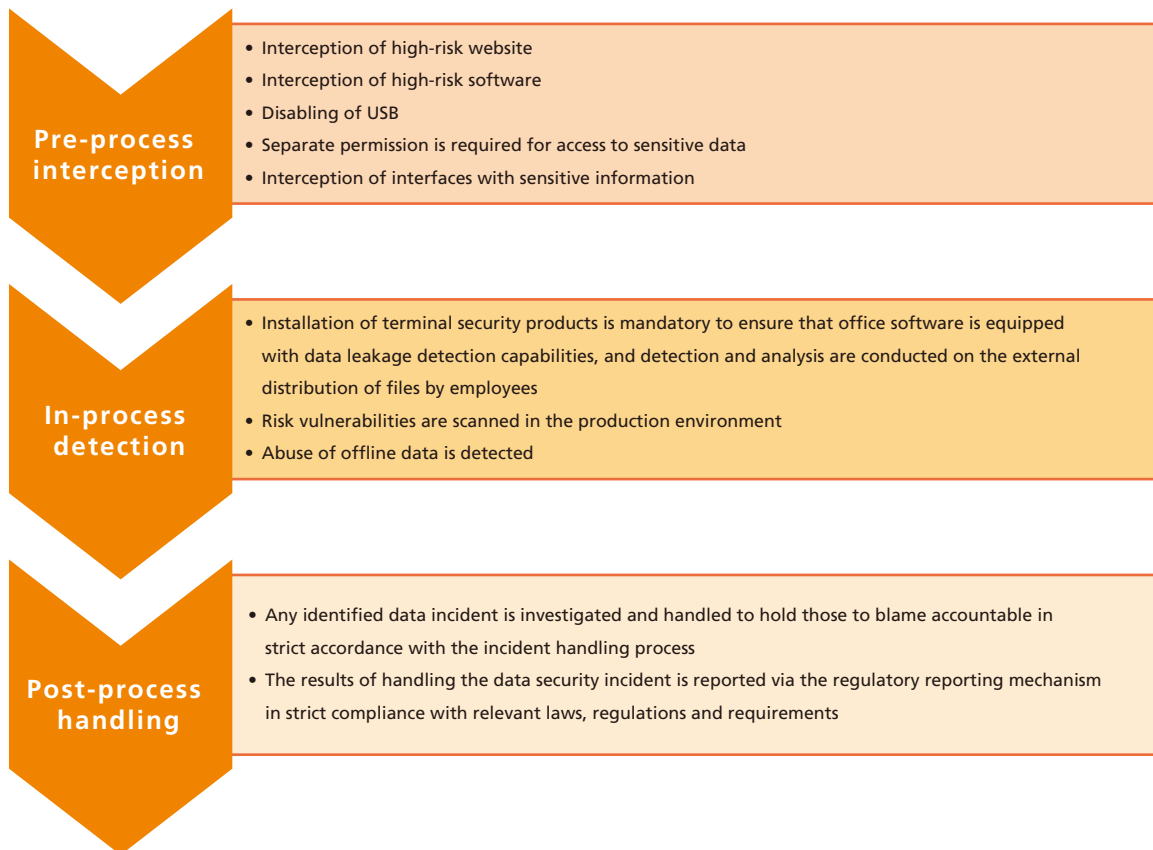 Pre-process
interception
• Interception of high-risk website
• Interception of high-risk software
• Disabling of USB
• Separate permission is required for access to sensitive data
• Interception of interfaces with sensitive information
In-process
detection
• Installation of terminal security products is mandatory to ensure that office software is equipped
with data leakage detection capabilities, and detection and analysis are conducted on the external
distribution of files by employees
• Risk vulnerabilities are scanned in the production environment
• Abuse of offline data is detected
Post-process
handling
• Any identified data incident is investigated and handled to hold those to blame accountable in
strict accordance with the incident handling process
• The results of handling the data security incident is reported via the regulatory reporting mechanism
in strict compliance with relevant laws, regulations and requirements